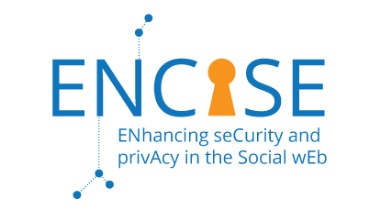 ENCASE
ENhancing seCurity and
privAcy in the Social wEb